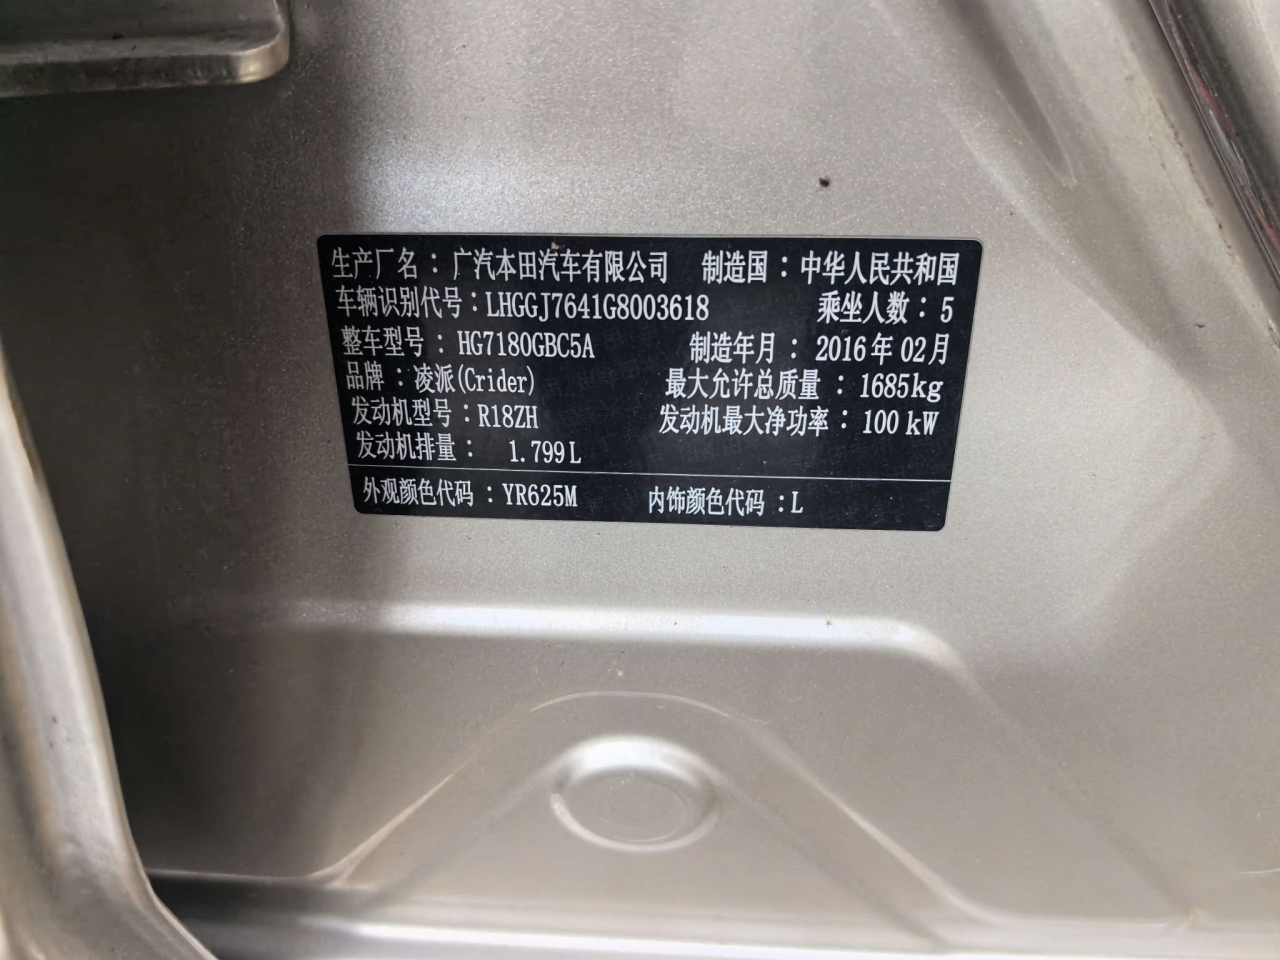 生产厂名：广汽本田汽车有限公司 制造国：中华人民共和国
车辆识别代号：LHGGJ7641G8003618 乘坐人数：5
整车型号：HG7180GBC5A 制造年月：2016年02月
品牌：凌派(Crider) 最大允许总质量：1685kg
发动机型号：R18ZH 发动机最大净功率：100kW
发动机排量：1.799L
外观颜色代码：YR625M 内饰颜色代码：L